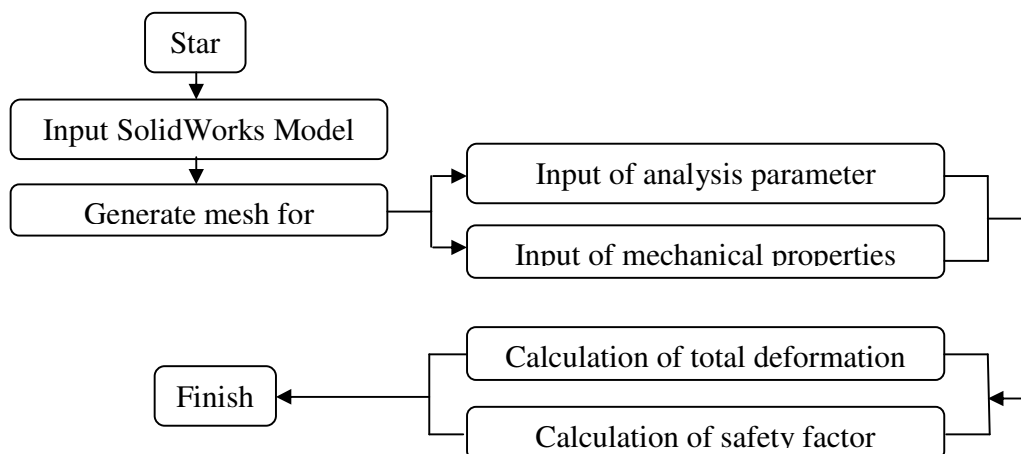 Star
Input SolidWorks Model
Generate mesh for
Input of analysis parameter
Input of mechanical properties
Calculation of total deformation
Calculation of safety factor
Finish